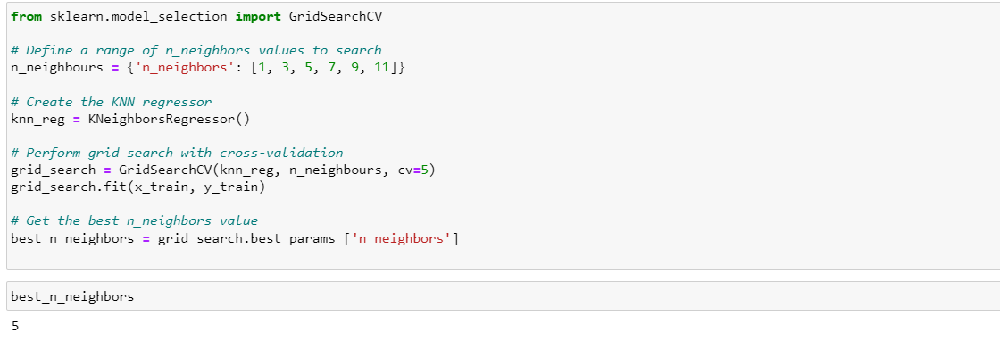 from sklearn.model_selection import GridSearchCV
# Define a range of n_neighbors values to search
n_neighbours = {'n_neighbors': [1, 3, 5, 7, 9, 11]}
# Create the KNN regressor
knn_reg = KNeighborsRegressor()
# Perform grid search with cross-validation
grid_search = GridSearchCV(knn_reg, n_neighbours, cv=5)
grid_search.fit(x_train, y_train)
# Get the best n_neighbors value
best_n_neighbors = grid_search.best_params_['n_neighbors']
best_n_neighbors
5